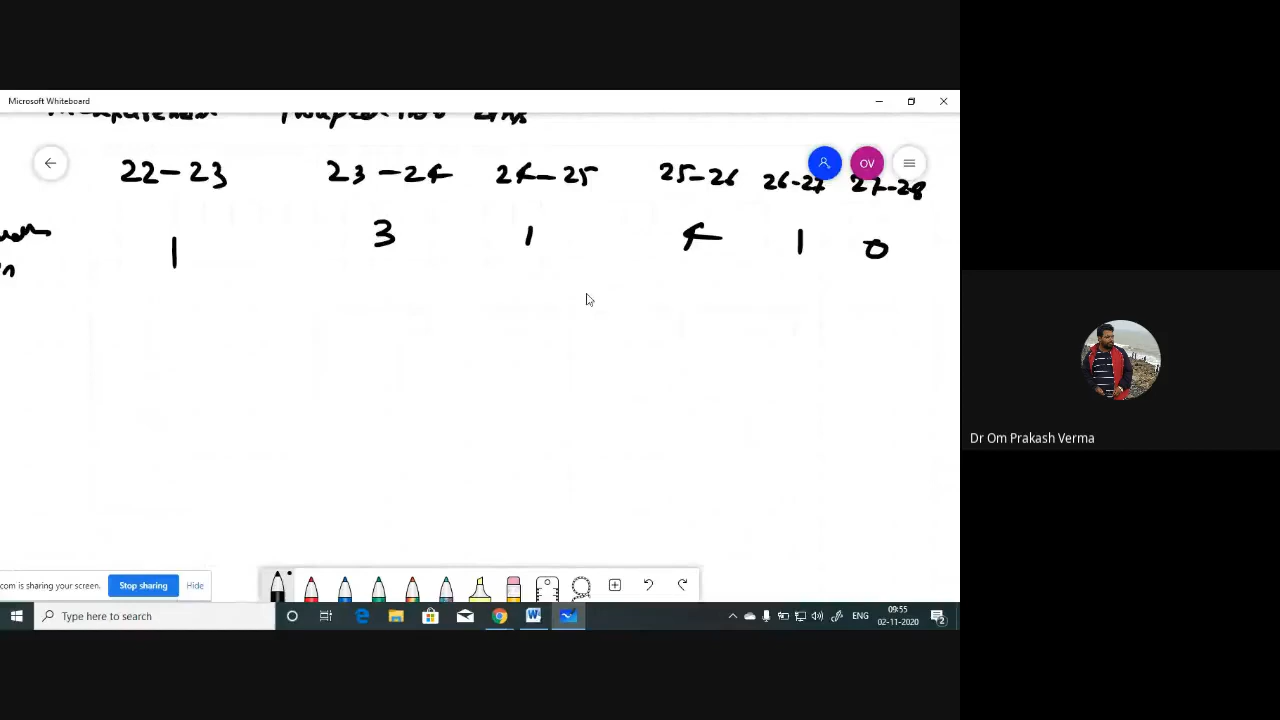 Microsoft Whiteboard
22-23 23-24 24-25 25-26 26-27 27-28
1 3 1 4 1 0
OV
Dr Om Prakash Verma
com is sharing your screen. Stop sharing Hide
Type here to search
ENG
09:55
02-11-2020
2